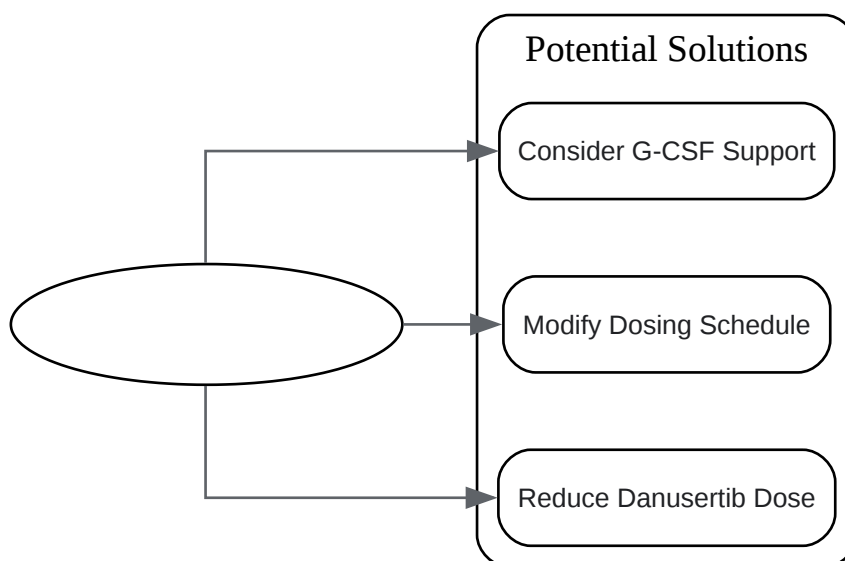 Potential Solutions
Consider G-CSF Support
Modify Dosing Schedule
Reduce Danusertib Dose